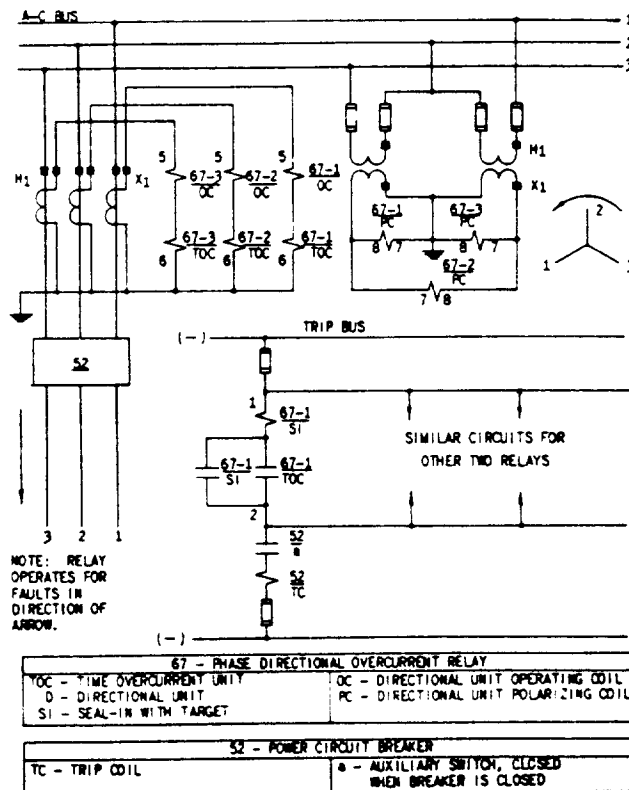 A-C BUS
1
2
3
5
5
5
67-3
OC
67-2
OC
67-1
OC
H1
X1
67-3
TOC
67-2
TOC
67-1
TOC
6
6
6
H1
X1
67-1
PC
67-3
PC
8 7
8 7
67-2
PC
7 8
2
1 1
52
(—) TRIP BUS
1
67-1
SI
67-1
SI
67-1
TOC
2
SIMILAR CIRCUITS FOR
OTHER TWO RELAYS
52
a
52
TC
(—)
3 2 1
NOTE: RELAY
OPERATES FOR
FAULTS IN
DIRECTION OF
ARROW.
67 - PHASE DIRECTIONAL OVERCURRENT RELAY
TOC - TIME OVERCURRENT UNIT
D - DIRECTIONAL UNIT
SI - SEAL-IN WITH TARGET
OC - DIRECTIONAL UNIT OPERATING COIL
PC - DIRECTIONAL UNIT POLARIZING COIL
52 - POWER CIRCUIT BREAKER
TC - TRIP COIL
a - AUXILIARY SWITCH, CLOSED
WHEN BREAKER IS CLOSED